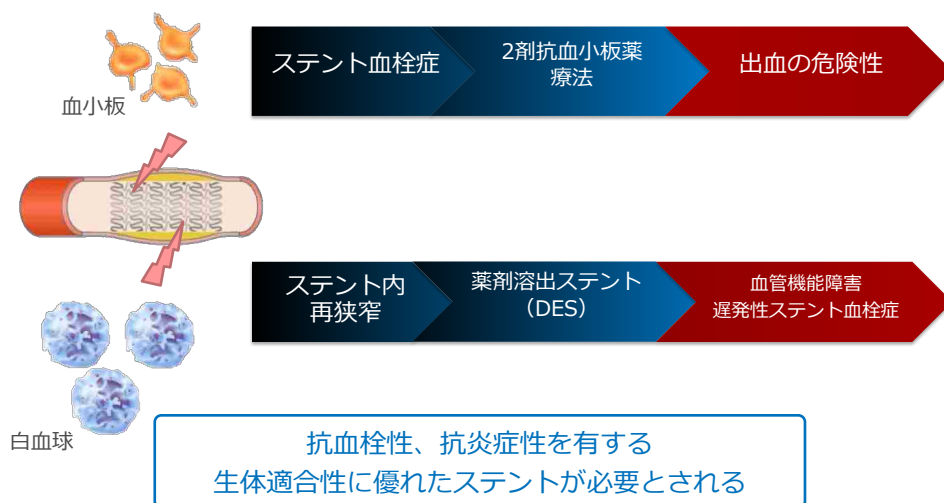 血小板
ステント血栓症
2剤抗血小板薬
療法
出血の危険性
ステント内
再狭窄
薬剤溶出ステント
（DES）
血管機能障害
遅発性ステント血栓症
白血球
抗血栓性、抗炎症性を有する
生体適合性に優れたステントが必要とされる